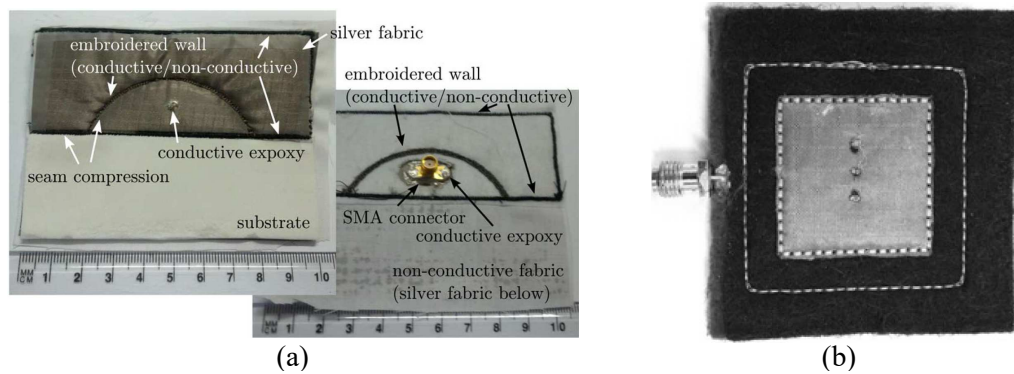 embroidered wall
(conductive/non-conductive)
silver fabric
conductive expoxy
seam compression
substrate
MM
CM 1 2 3 4 5 6 7 8 9 10
embroidered wall
(conductive/non-conductive)
SMA connector
conductive expoxy
non-conductive fabric
(silver fabric below)
MM
CM 1 2 3 4 5 6 7 8 9 10
(a)
(b)